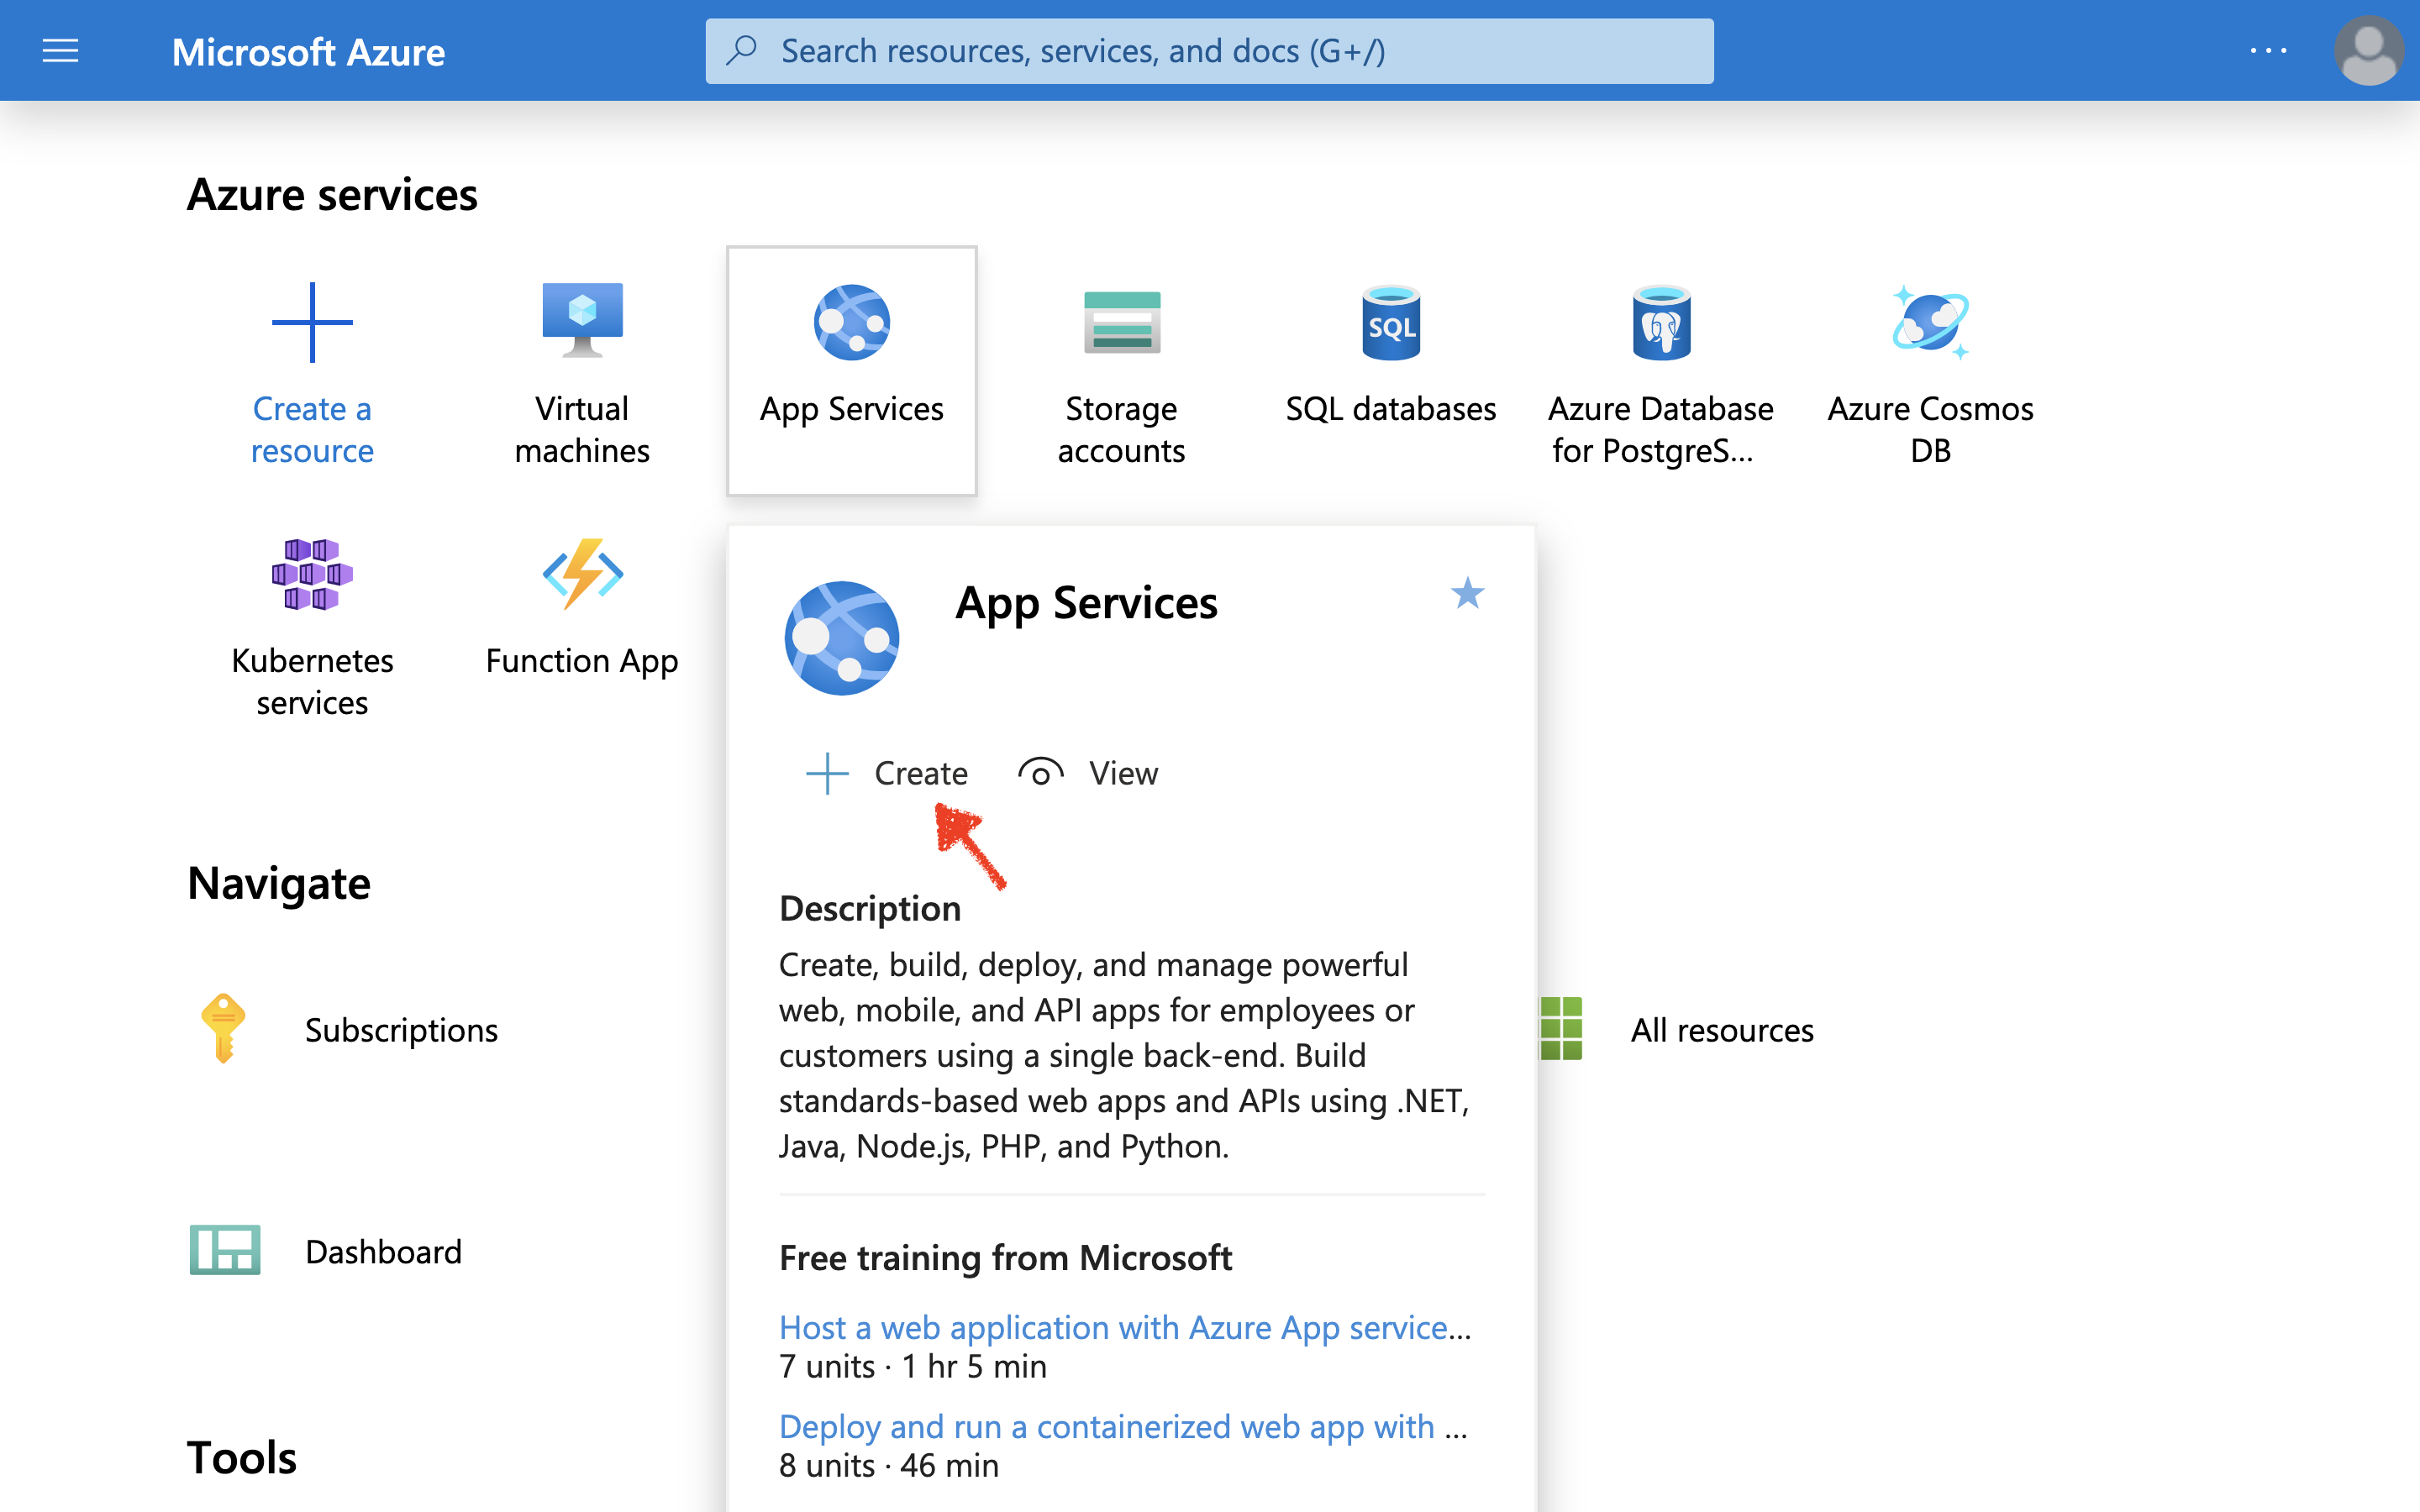 Microsoft Azure
Search resources, services, and docs (G+/)
...
Azure services
Create a
resource
Virtual
machines
App Services
Storage
accounts
SQL
SQL databases
Azure Database
for PostgreS...
Azure Cosmos
DB
Kubernetes
services
Function App
App Services
Create
View
Description
Create, build, deploy, and manage powerful
web, mobile, and API apps for employees or
customers using a single back-end. Build
standards-based web apps and APIs using .NET,
Java, Node.js, PHP, and Python.
Free training from Microsoft
Host a web application with Azure App service...
7 units · 1 hr 5 min
Deploy and run a containerized web app with ...
8 units · 46 min
Navigate
Subscriptions
All resources
Dashboard
Tools